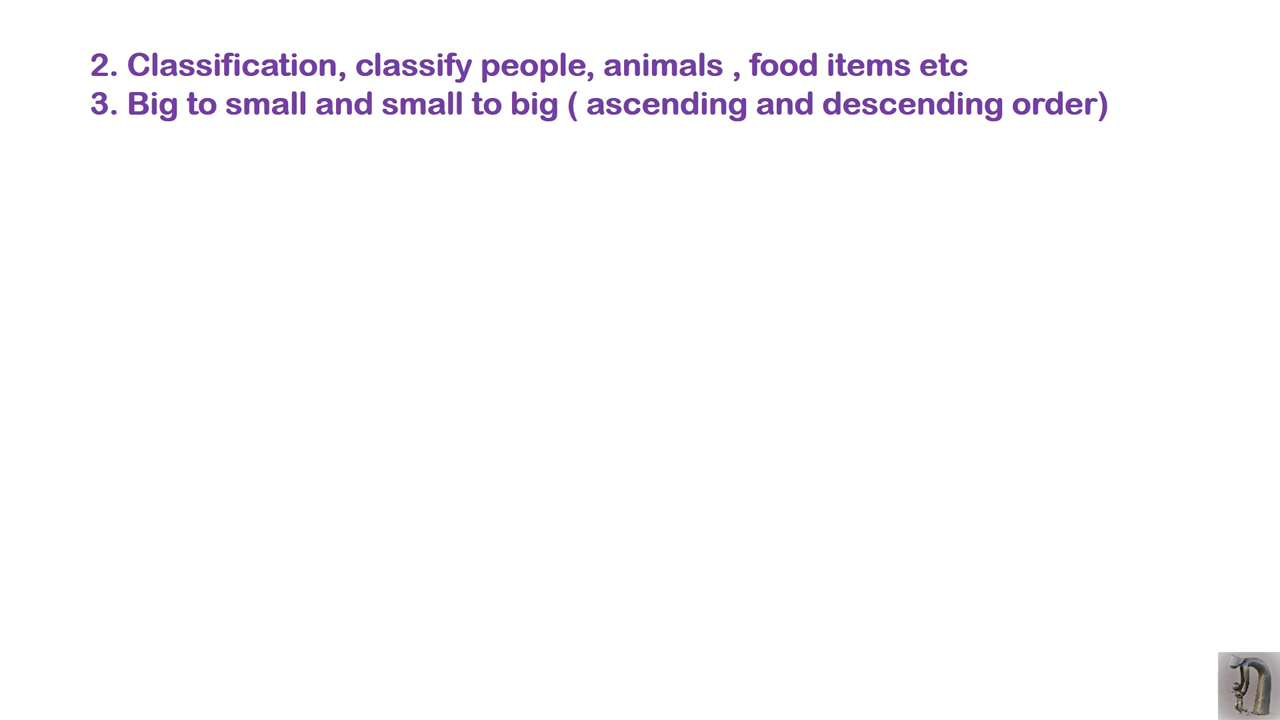 2. Classification, classify people, animals , food items etc
3. Big to small and small to big ( ascending and descending order)